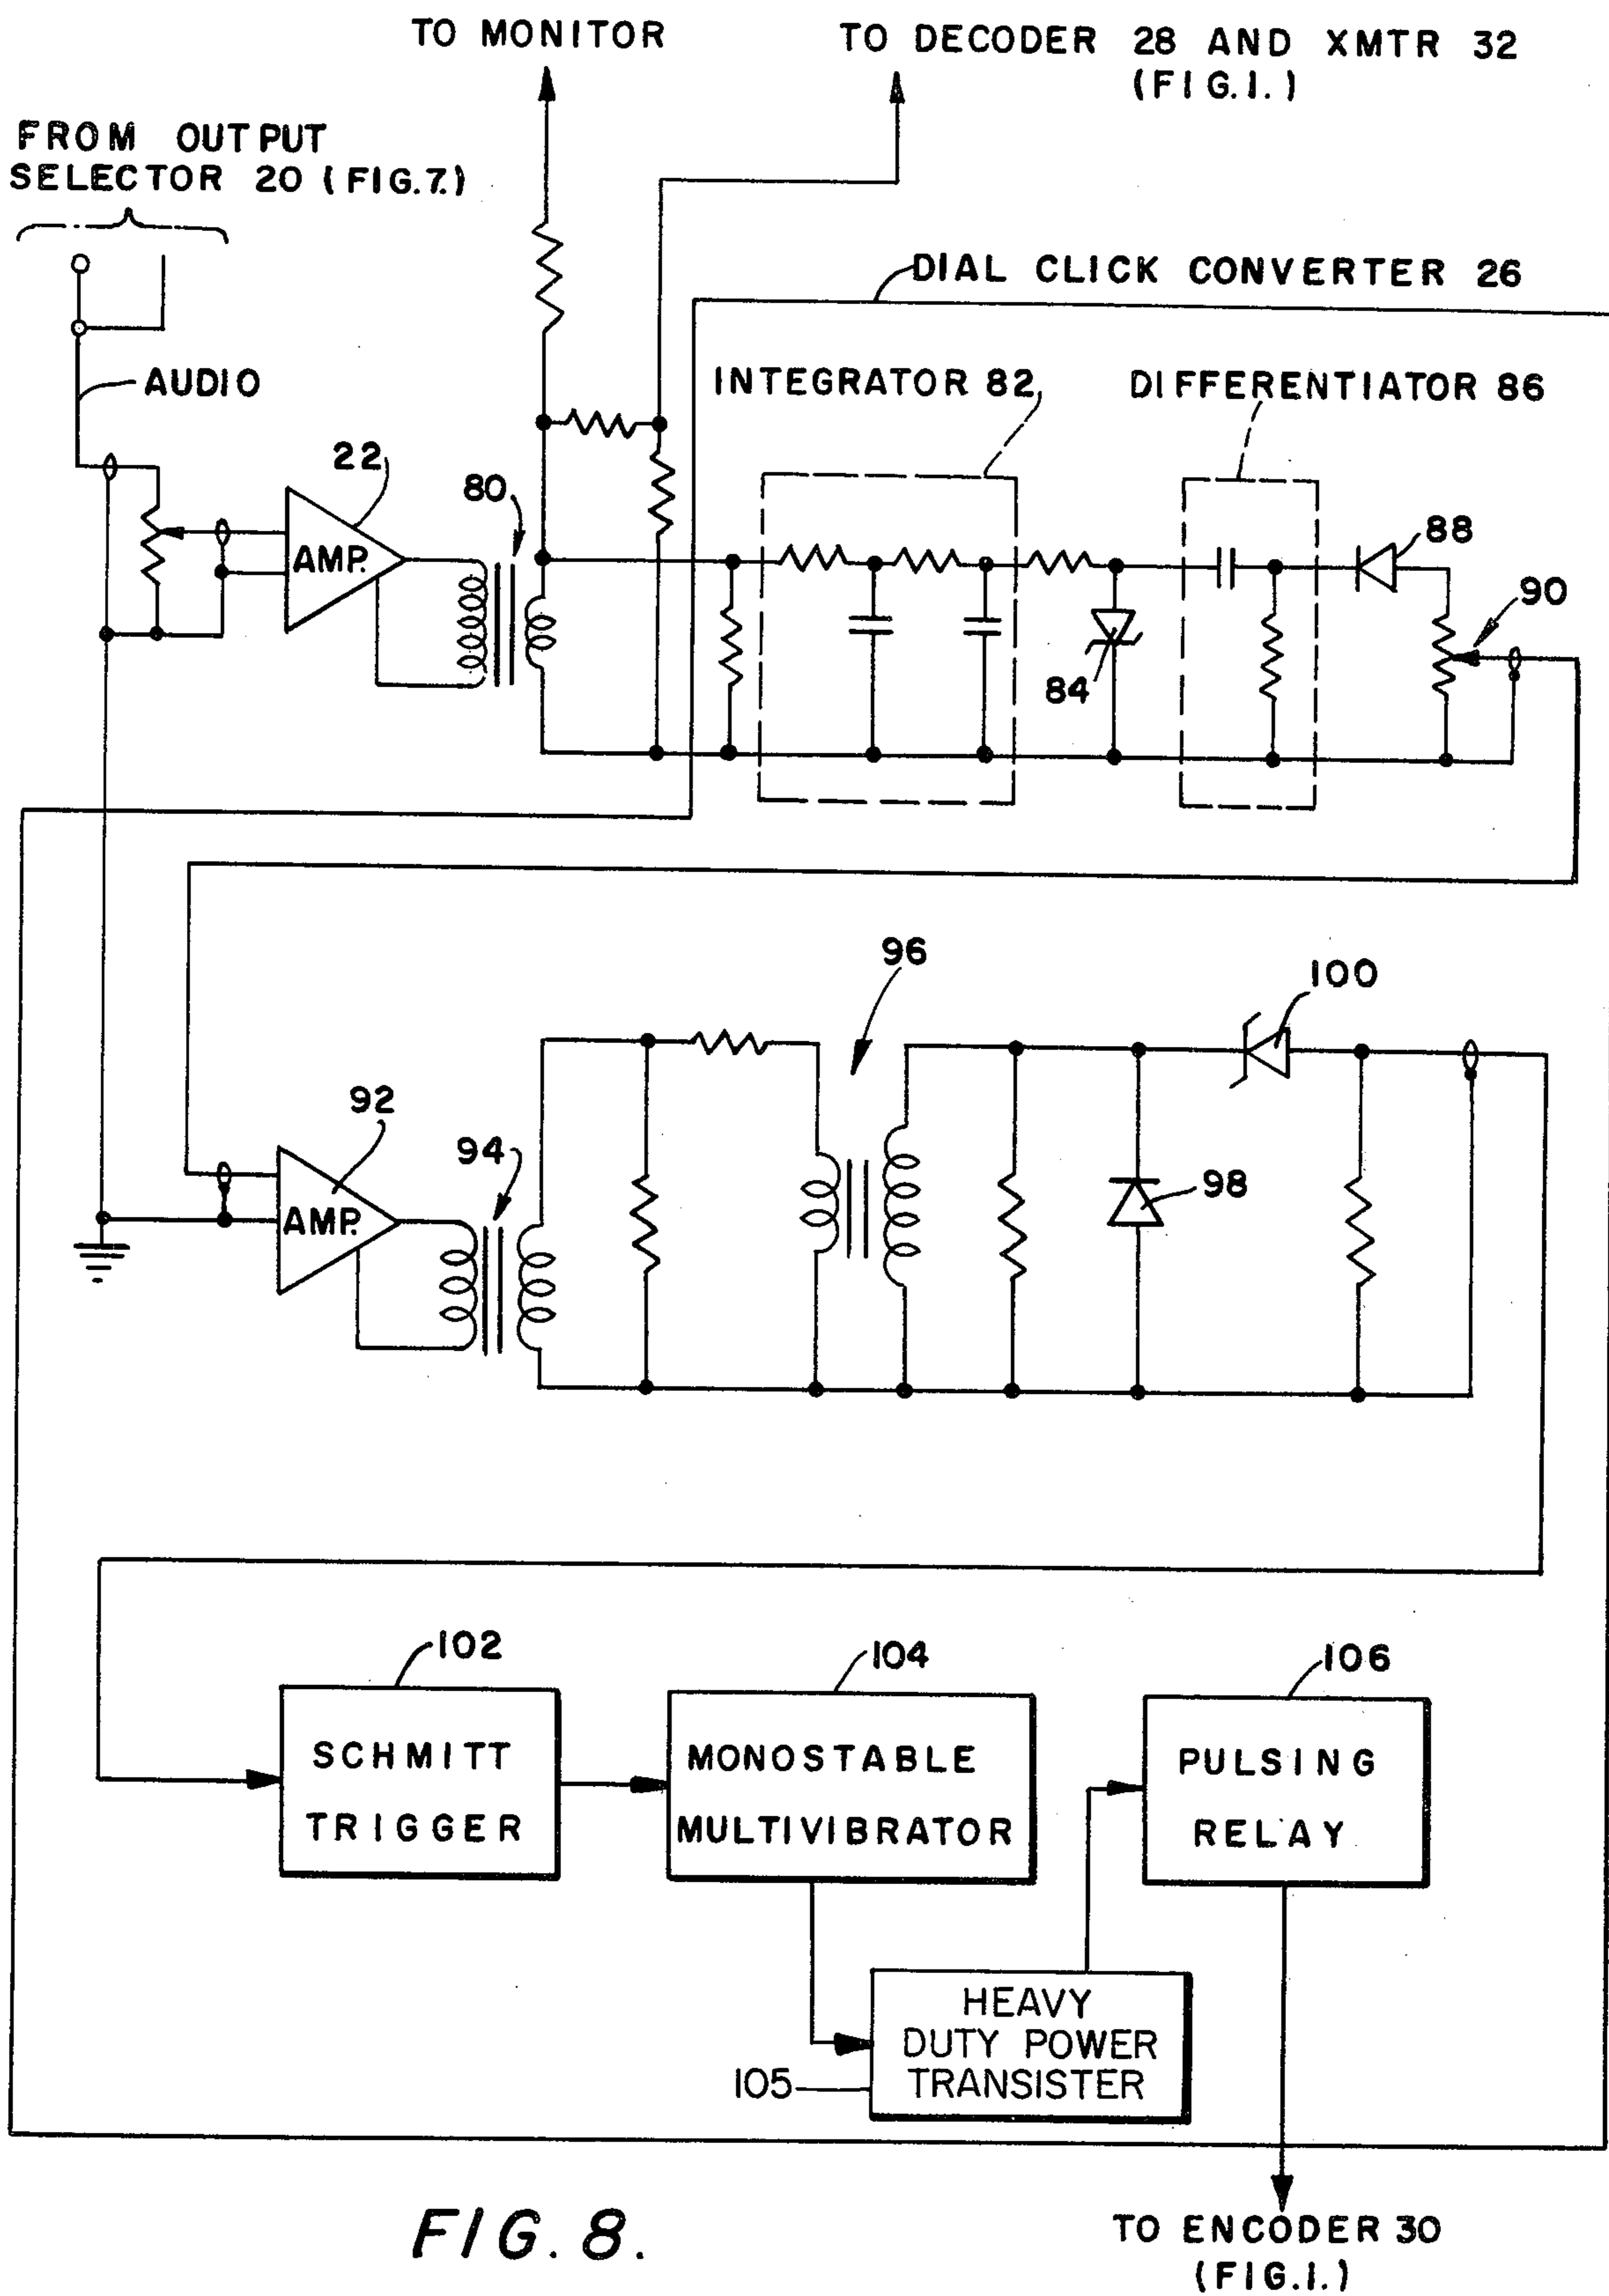 TO MONITOR
TO DECODER 28 AND XMTR 32
(FIG.1.)
FROM OUTPUT
SELECTOR 20 (FIG.7.)
DIAL CLICK CONVERTER 26
AUDIO
INTEGRATOR 82
DIFFERENTIATOR 86
22
80
AMP.
88
90
84
96
100
92
94
98
AMP.
102
104
106
SCHMITT
TRIGGER
MONOSTABLE
MULTIVIBRATOR
PULSING
RELAY
HEAVY
DUTY POWER
TRANSISTER
105
TO ENCODER 30
(FIG.1.)
FIG. 8.